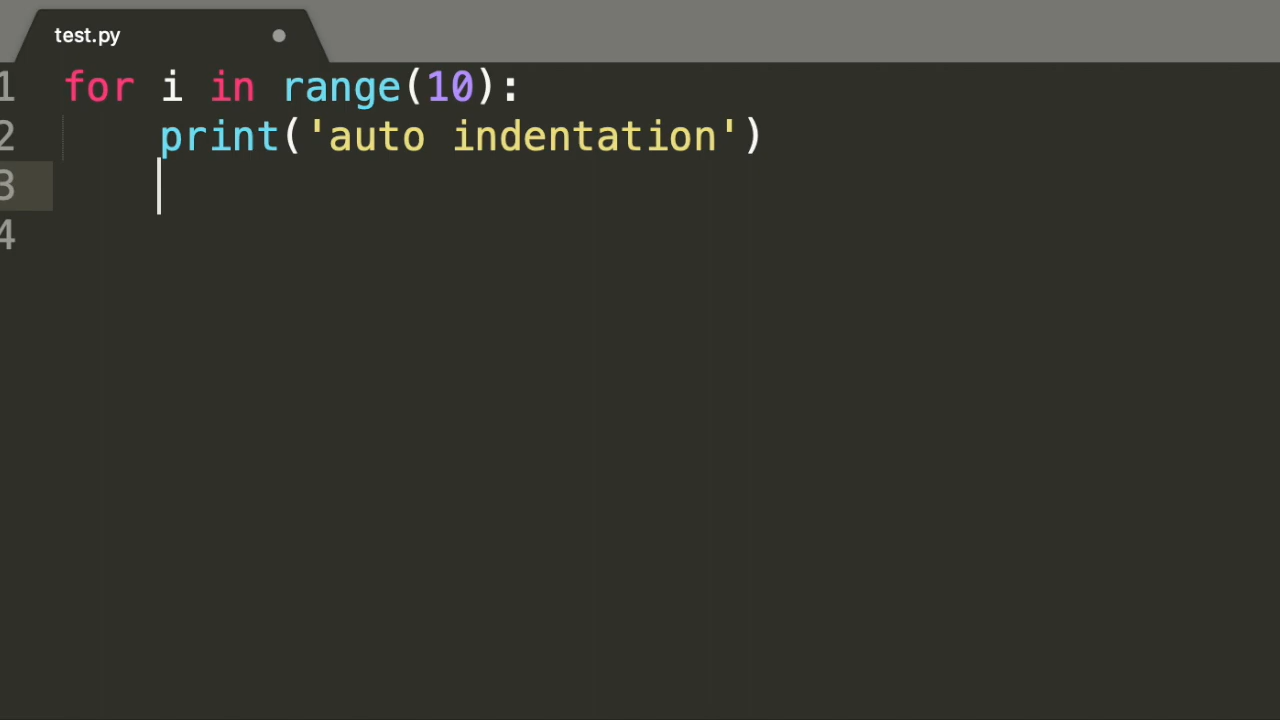 test.py
1 for i in range(10):
2     print('auto indentation')
3
4